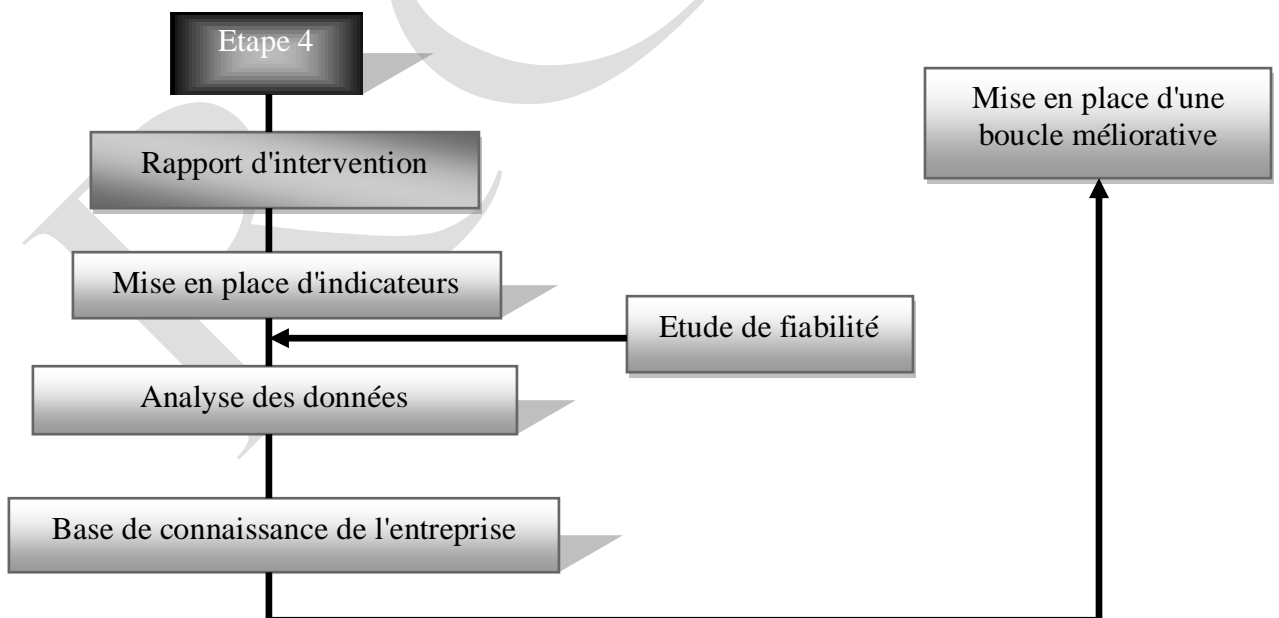 Etape 4
Rapport d'intervention
Mise en place d'indicateurs
Etude de fiabilité
Analyse des données
Base de connaissance de l'entreprise
Mise en place d'une
boucle méliorative